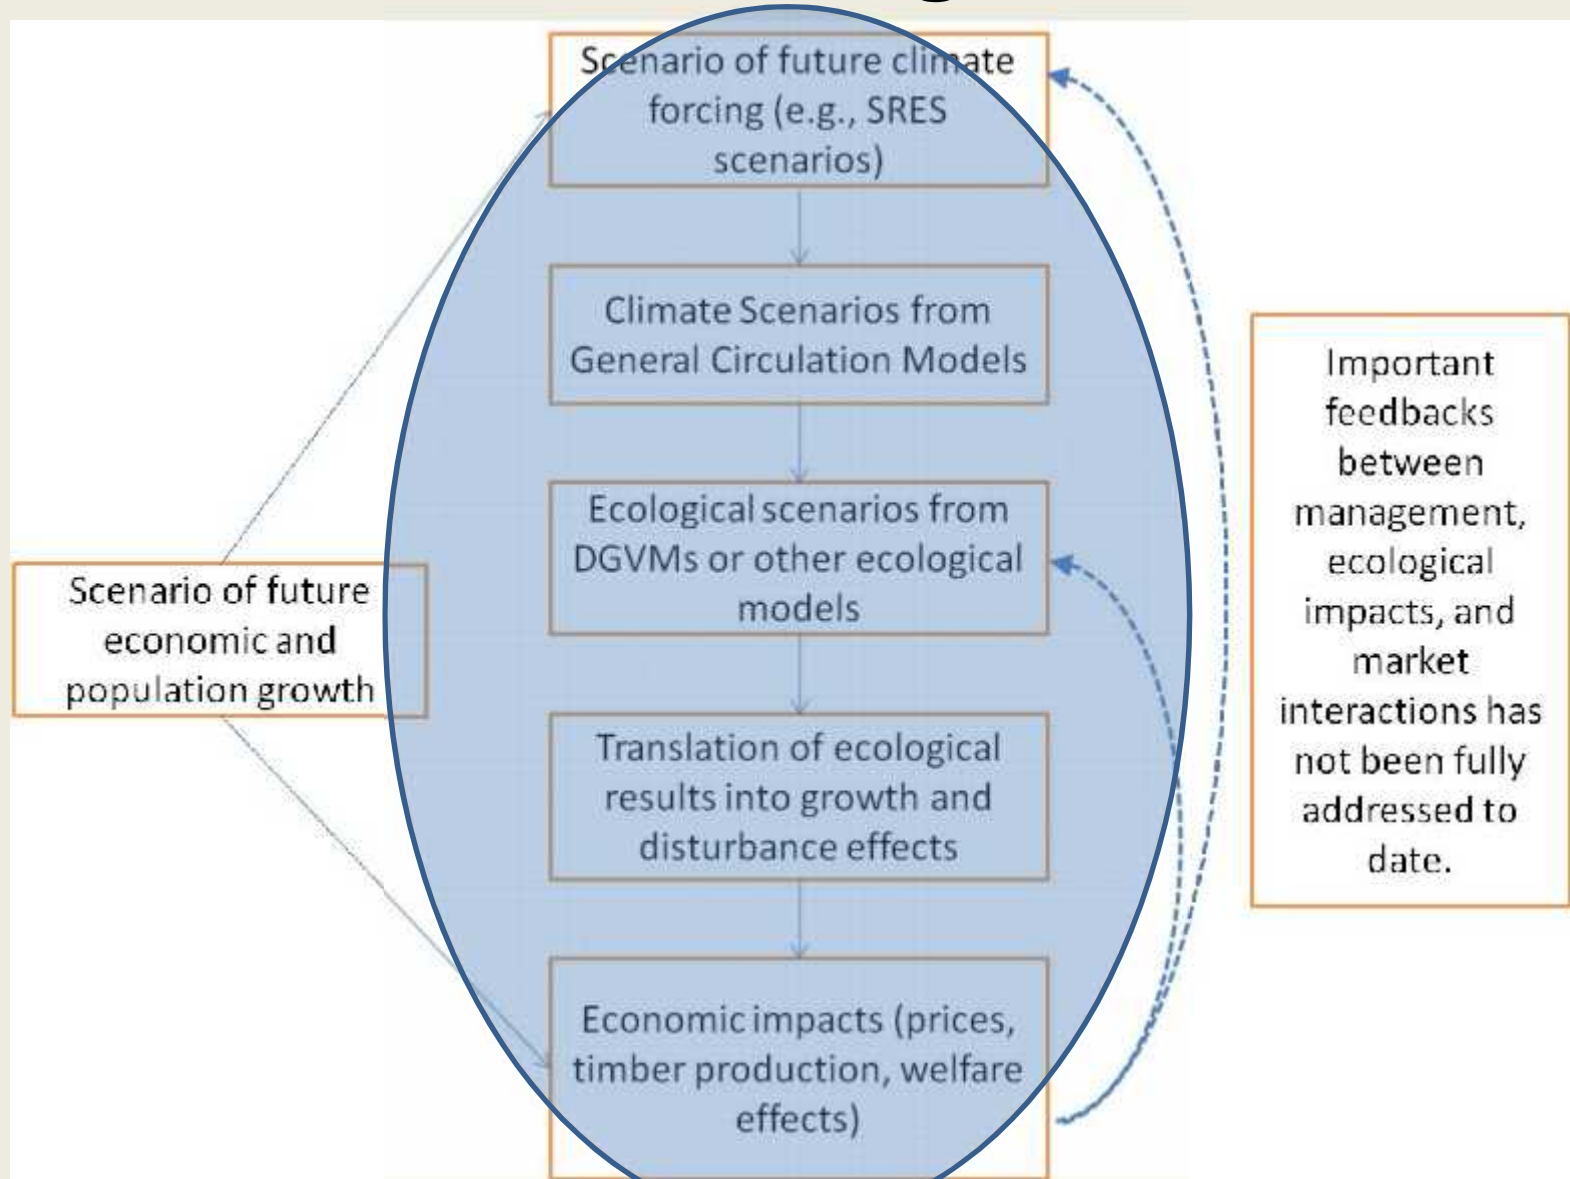 Scenario of future climate
forcing (e.g., SRES
scenarios)
Climate Scenarios from
General Circulation Models
Ecological scenarios from
DGVMs or other ecological
models
Scenario of future
economic and
population growth
Translation of ecological
results into growth and
disturbance effects
Economic impacts (prices,
timber production, welfare
effects)
Important
feedbacks
between
management,
ecological
impacts, and
market
interactions has
not been fully
addressed to
date.